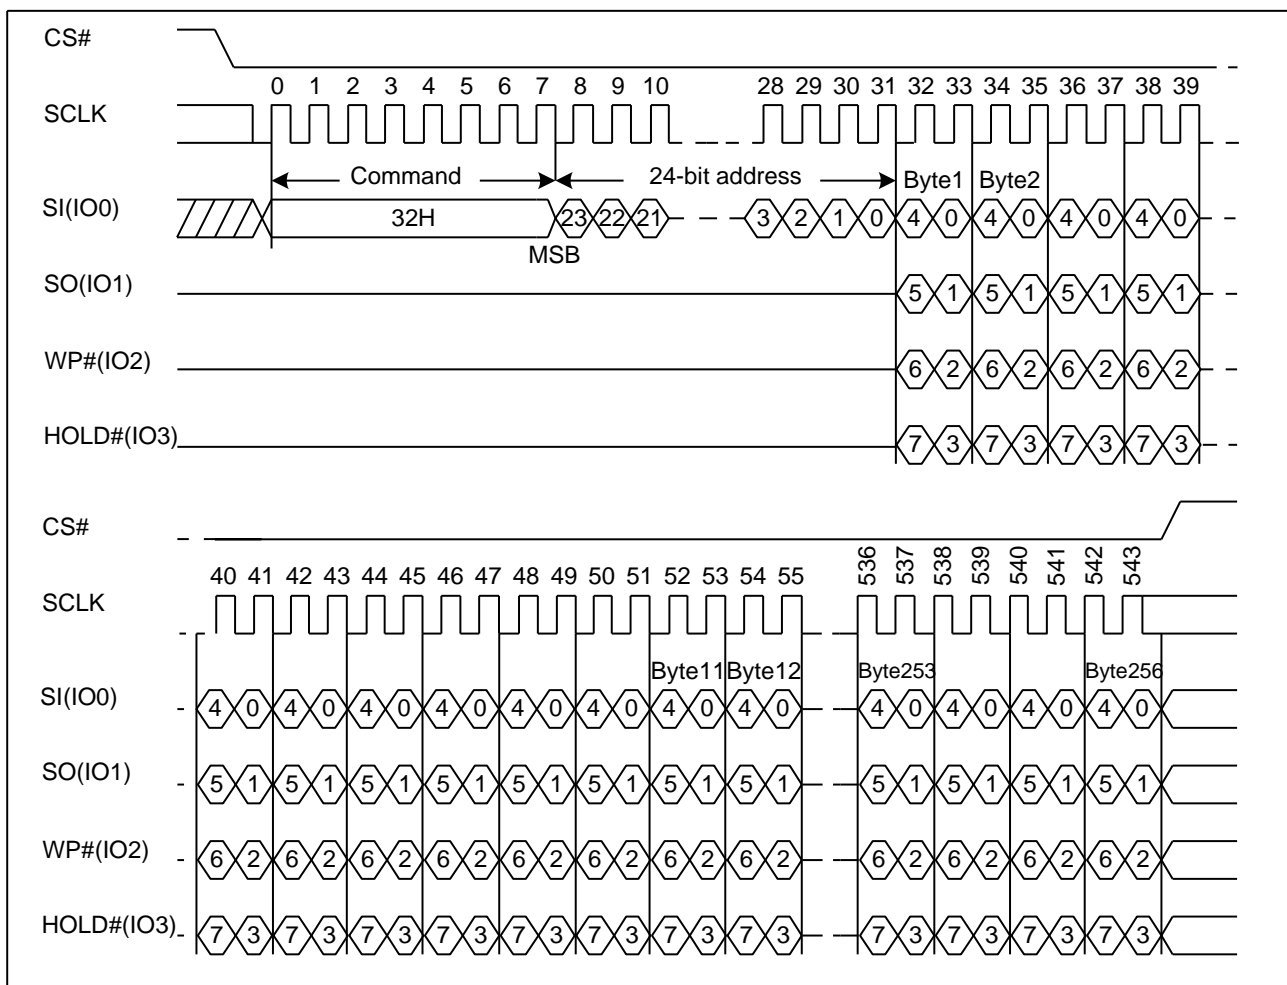 CS#
0 1 2 3 4 5 6 7 8 9 10 28 29 30 31 32 33 34 35 36 37 38 39
SCLK
Command 24-bit address Byte1 Byte2
SI(IO0) 32H 23 22 21 3 2 1 0 4 0 4 0 4 0 4 0
MSB
SO(IO1) 5 1 5 1 5 1 5 1
WP#(IO2) 6 2 6 2 6 2 6 2
HOLD#(IO3) 7 3 7 3 7 3 7 3
CS#
40 41 42 43 44 45 46 47 48 49 50 51 52 53 54 55 536 537 538 539 540 541 542 543
SCLK
Byte11 Byte12 Byte253 Byte256
SI(IO0) 4 0 4 0 4 0 4 0 4 0 4 0 4 0 4 0 4 0 4 0 4 0 4 0
SO(IO1) 5 1 5 1 5 1 5 1 5 1 5 1 5 1 5 1 5 1 5 1 5 1 5 1
WP#(IO2) 6 2 6 2 6 2 6 2 6 2 6 2 6 2 6 2 6 2 6 2 6 2 6 2
HOLD#(IO3) 7 3 7 3 7 3 7 3 7 3 7 3 7 3 7 3 7 3 7 3 7 3 7 3